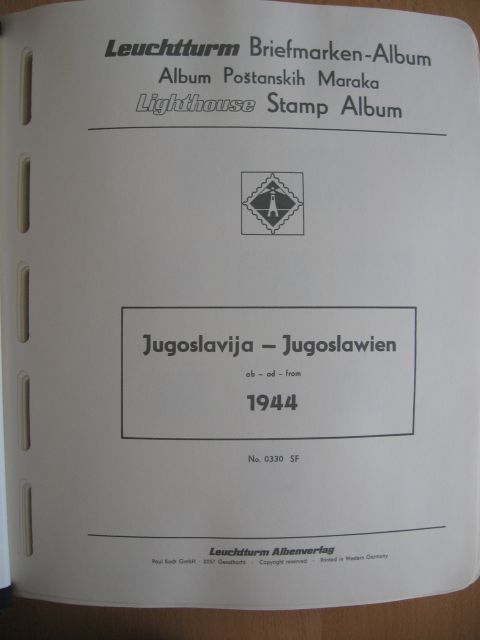 Leuchtturm Briefmarken-Album
Album Poštanskih Maraka
Lighthouse Stamp Album
Jugoslavija – Jugoslawien
ab – od – from
1944
No. 0330 SF
Leuchtturm Albenverlag
Paul Koch GmbH · 2057 Geesthacht · Copyright reserved · Printed in Western Germany